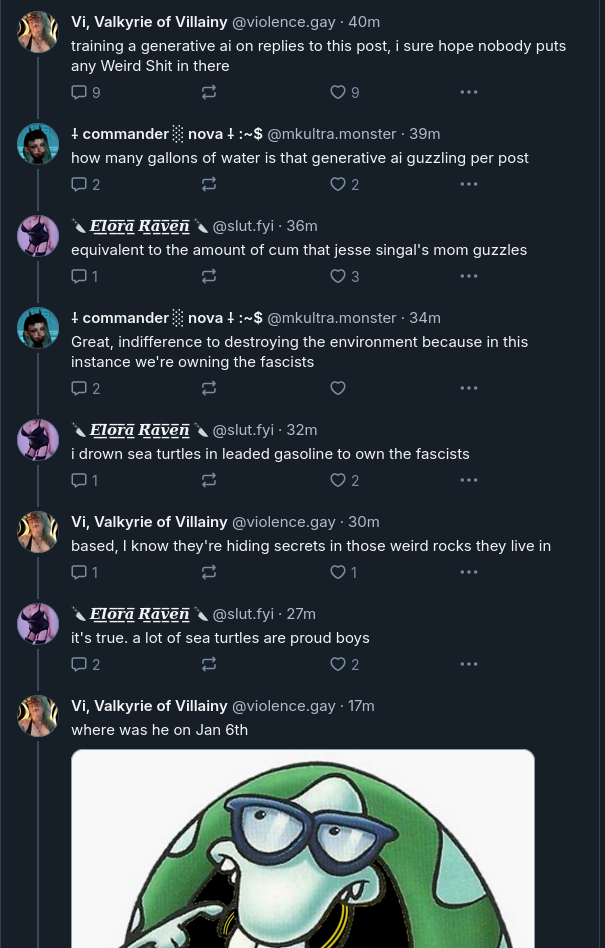 Vi, Valkyrie of Villainy @violence.gay · 40m
training a generative ai on replies to this post, i sure hope nobody puts
any Weird Shit in there
9 9
⸸ commander░ nova ⸸ :~$ @mkultra.monster · 39m
how many gallons of water is that generative ai guzzling per post
2 2
🔪 Elora Raven 🔪 @slut.fyi · 36m
equivalent to the amount of cum that jesse singal's mom guzzles
1 3
⸸ commander░ nova ⸸ :~$ @mkultra.monster · 34m
Great, indifference to destroying the environment because in this
instance we're owning the fascists
2
🔪 Elora Raven 🔪 @slut.fyi · 32m
i drown sea turtles in leaded gasoline to own the fascists
1 2
Vi, Valkyrie of Villainy @violence.gay · 30m
based, I know they're hiding secrets in those weird rocks they live in
1 1
🔪 Elora Raven 🔪 @slut.fyi · 27m
it's true. a lot of sea turtles are proud boys
2 2
Vi, Valkyrie of Villainy @violence.gay · 17m
where was he on Jan 6th